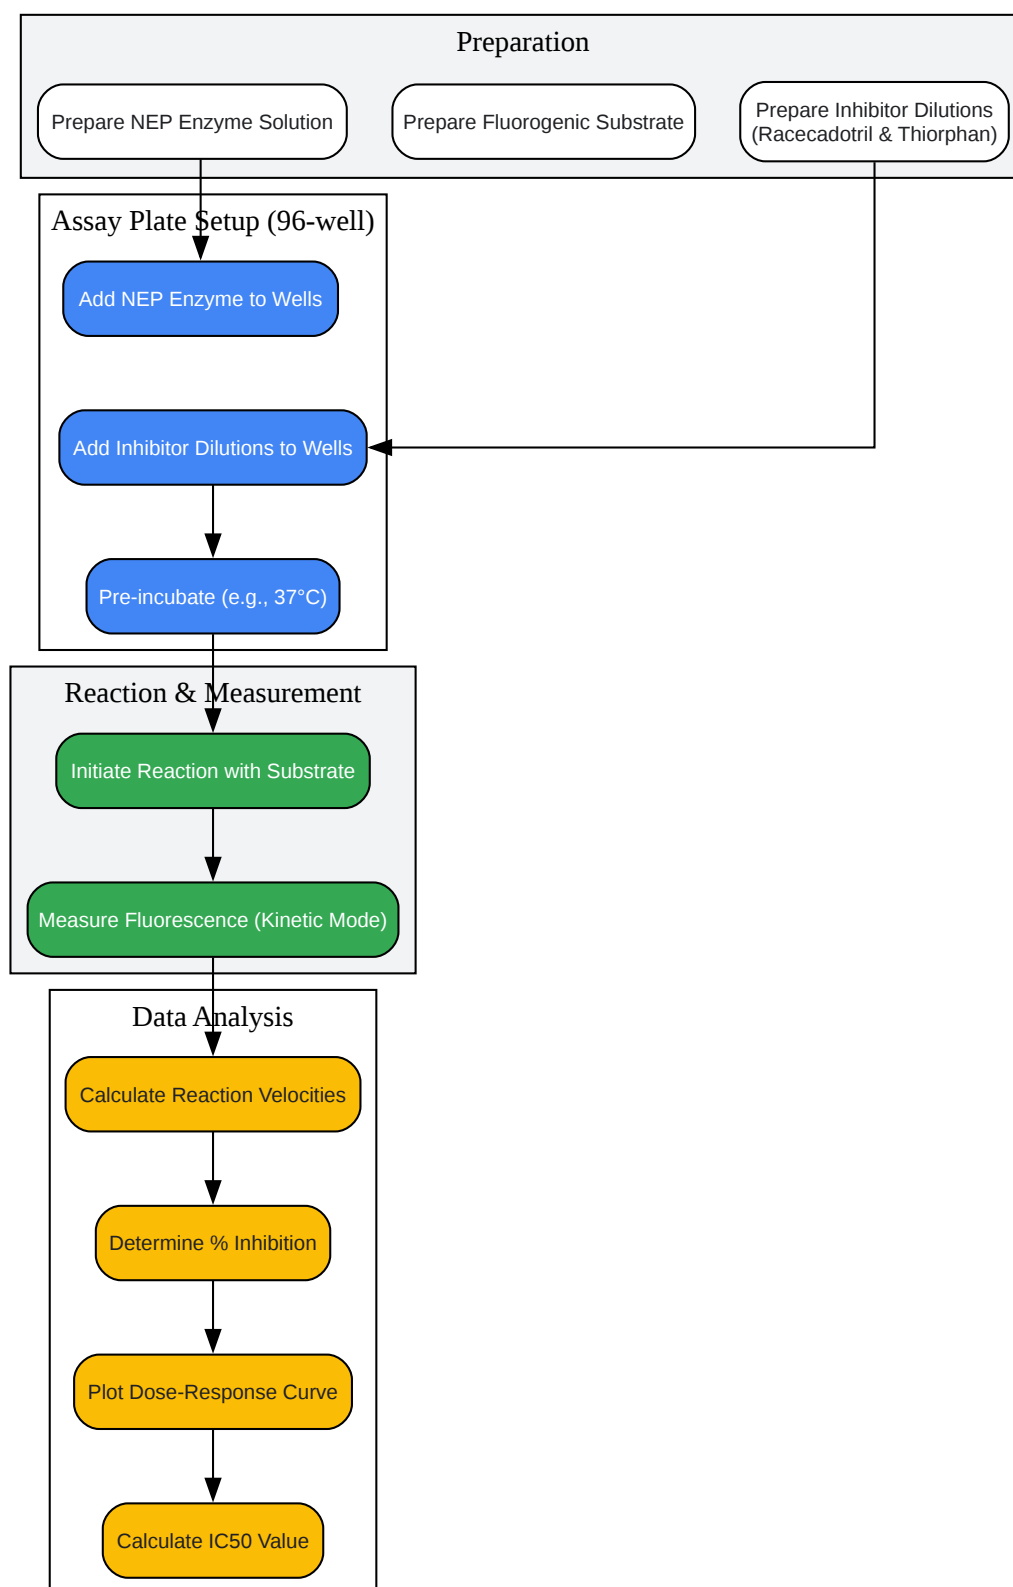 Preparation
Prepare NEP Enzyme Solution
Prepare Fluorogenic Substrate
Prepare Inhibitor Dilutions
(Racecadotril & Thiorphan)
Assay Plate Setup (96-well)
Add NEP Enzyme to Wells
Add Inhibitor Dilutions to Wells
Pre-incubate (e.g., 37°C)
Reaction & Measurement
Initiate Reaction with Substrate
Measure Fluorescence (Kinetic Mode)
Data Analysis
Calculate Reaction Velocities
Determine % Inhibition
Plot Dose-Response Curve
Calculate IC50 Value